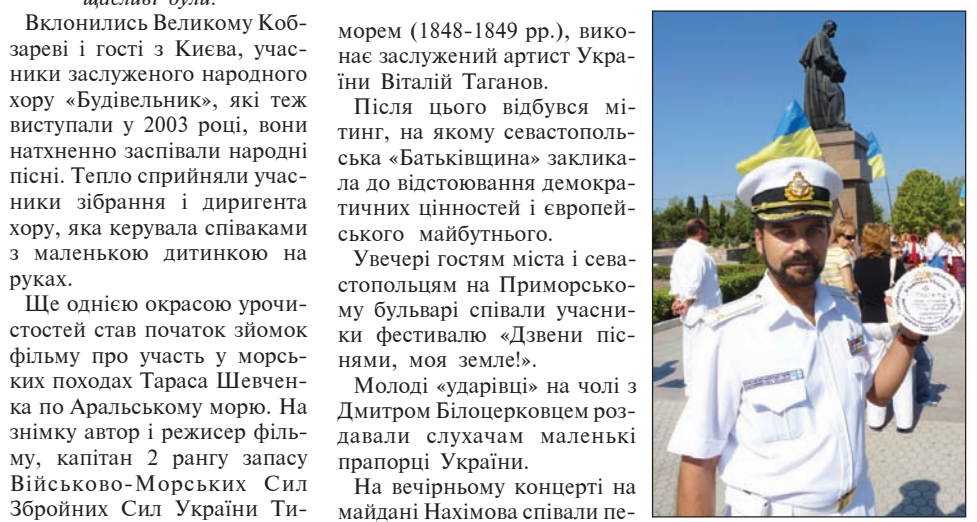 щасливі були!
Вклонились Великому Коб-
зареві і гості з Києва, учас-
ники заслуженого народного
хору «Будівельник», які теж
виступали у 2003 році, вони
натхненно заспівали народні
пісні. Тепло сприйняли учас-
ники зібрання і диригента
хору, яка керувала співаками
з маленькою дитинкою на
руках.
Ще однією окрасою урочи-
стостей став початок зйомок
фільму про участь у морсь-
ких походах Тараса Шевчен-
ка по Аральському морю. На
знімку автор і режисер філь-
му, капітан 2 рангу запасу
Військово-Морських Сил
Збройних Сил України Ти-
морем (1848-1849 рр.), вико-
нає заслужений артист Укра-
їни Віталій Таганов.
Після цього відбувся мі-
тинг, на якому севастополь-
ська «Батьківщина» заклика-
ла до відстоювання демокра-
тичних цінностей і європей-
ського майбутнього.
Увечері гостям міста і сева-
стопольцям на Приморсько-
му бульварі співали учасни-
ки фестивалю «Дзвени піс-
нями, моя земле!».
Молоді «ударівці» на чолі з
Дмитром Білоцерковцем роз-
давали слухачам маленькі
прапорці України.
На вечірньому концерті на
майдані Нахімова співали пе-